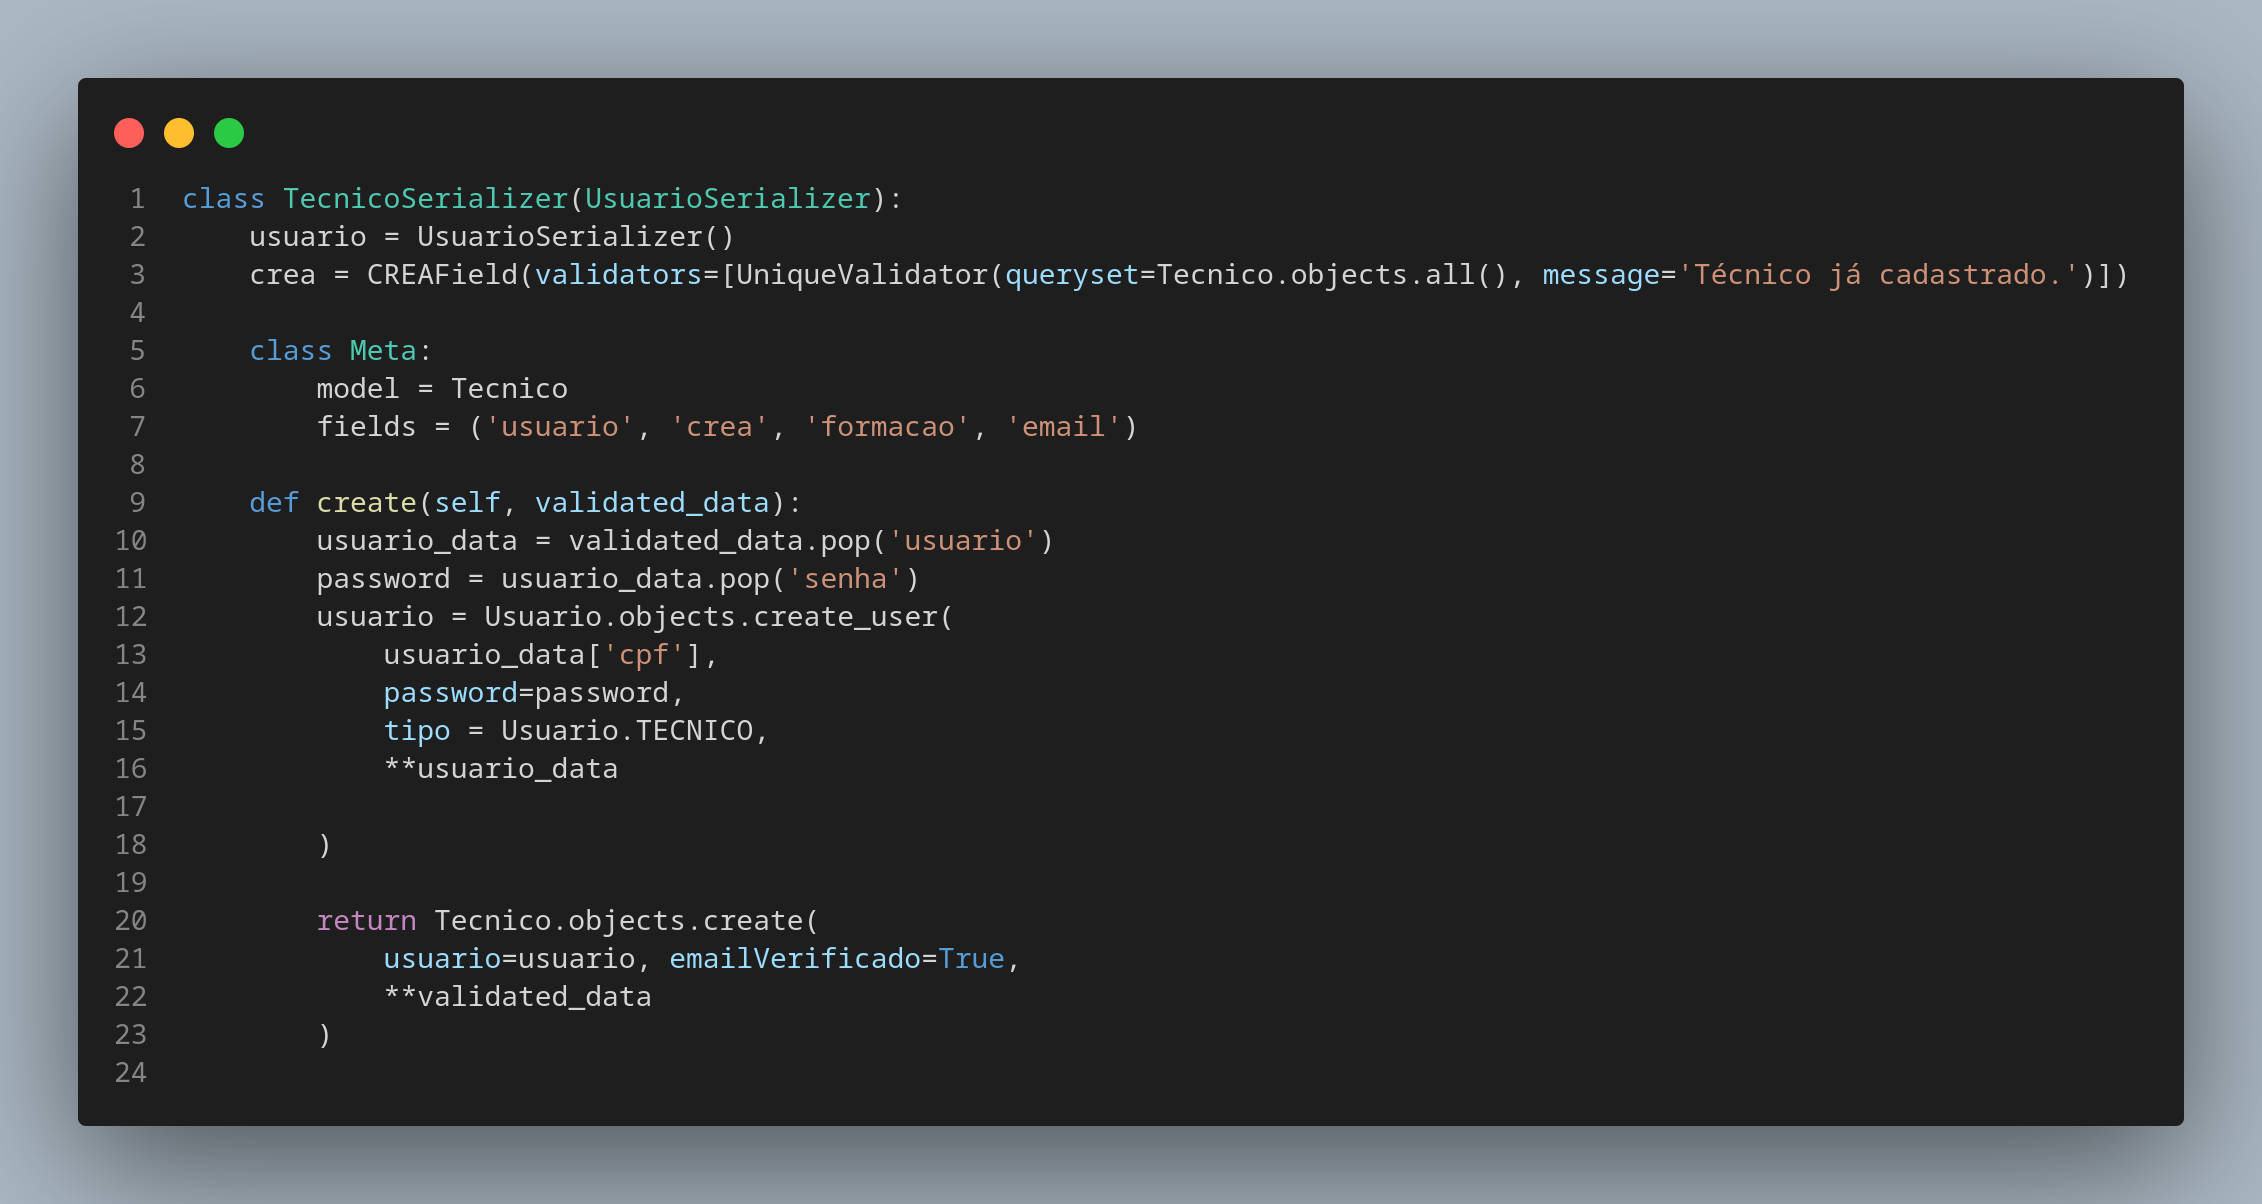 1 class TecnicoSerializer(UsuarioSerializer):
2     usuario = UsuarioSerializer()
3     crea = CREAField(validators=[UniqueValidator(queryset=Tecnico.objects.all(), message='Técnico já cadastrado.')])
4
5     class Meta:
6         model = Tecnico
7         fields = ('usuario', 'crea', 'formacao', 'email')
8
9     def create(self, validated_data):
10         usuario_data = validated_data.pop('usuario')
11         password = usuario_data.pop('senha')
12         usuario = Usuario.objects.create_user(
13             usuario_data['cpf'],
14             password=password,
15             tipo = Usuario.TECNICO,
16             **usuario_data
17
18         )
19
20         return Tecnico.objects.create(
21             usuario=usuario, emailVerificado=True,
22             **validated_data
23         )
24